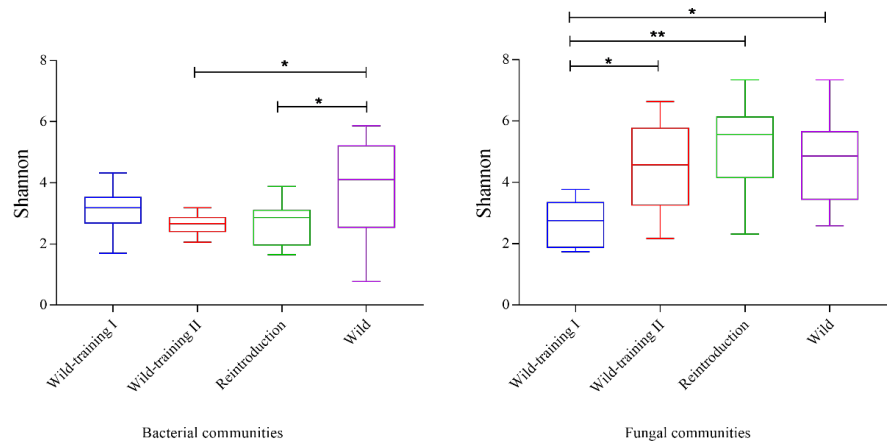 Shannon
8
6
4
2
0
*
*
Wild-training I
Wild-training II
Reintroduction
Wild
Bacterial communities
Shannon
8
6
4
2
0
*
**
*
Wild-training I
Wild-training II
Reintroduction
Wild
Fungal communities